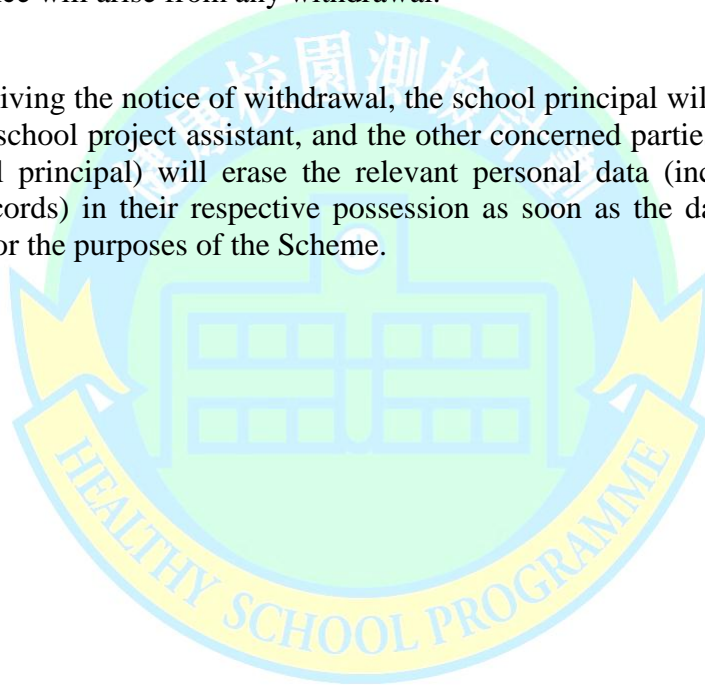 will arise from any withdrawal.
iving the notice of withdrawal, the school principal wil
school project assistant, and the other concerned partie
l principal) will erase the relevant personal data (inc
cords) in their respective possession as soon as the da
or the purposes of the Scheme.
健康校園測檢計劃
HEALTHY SCHOOL PROGRAMME